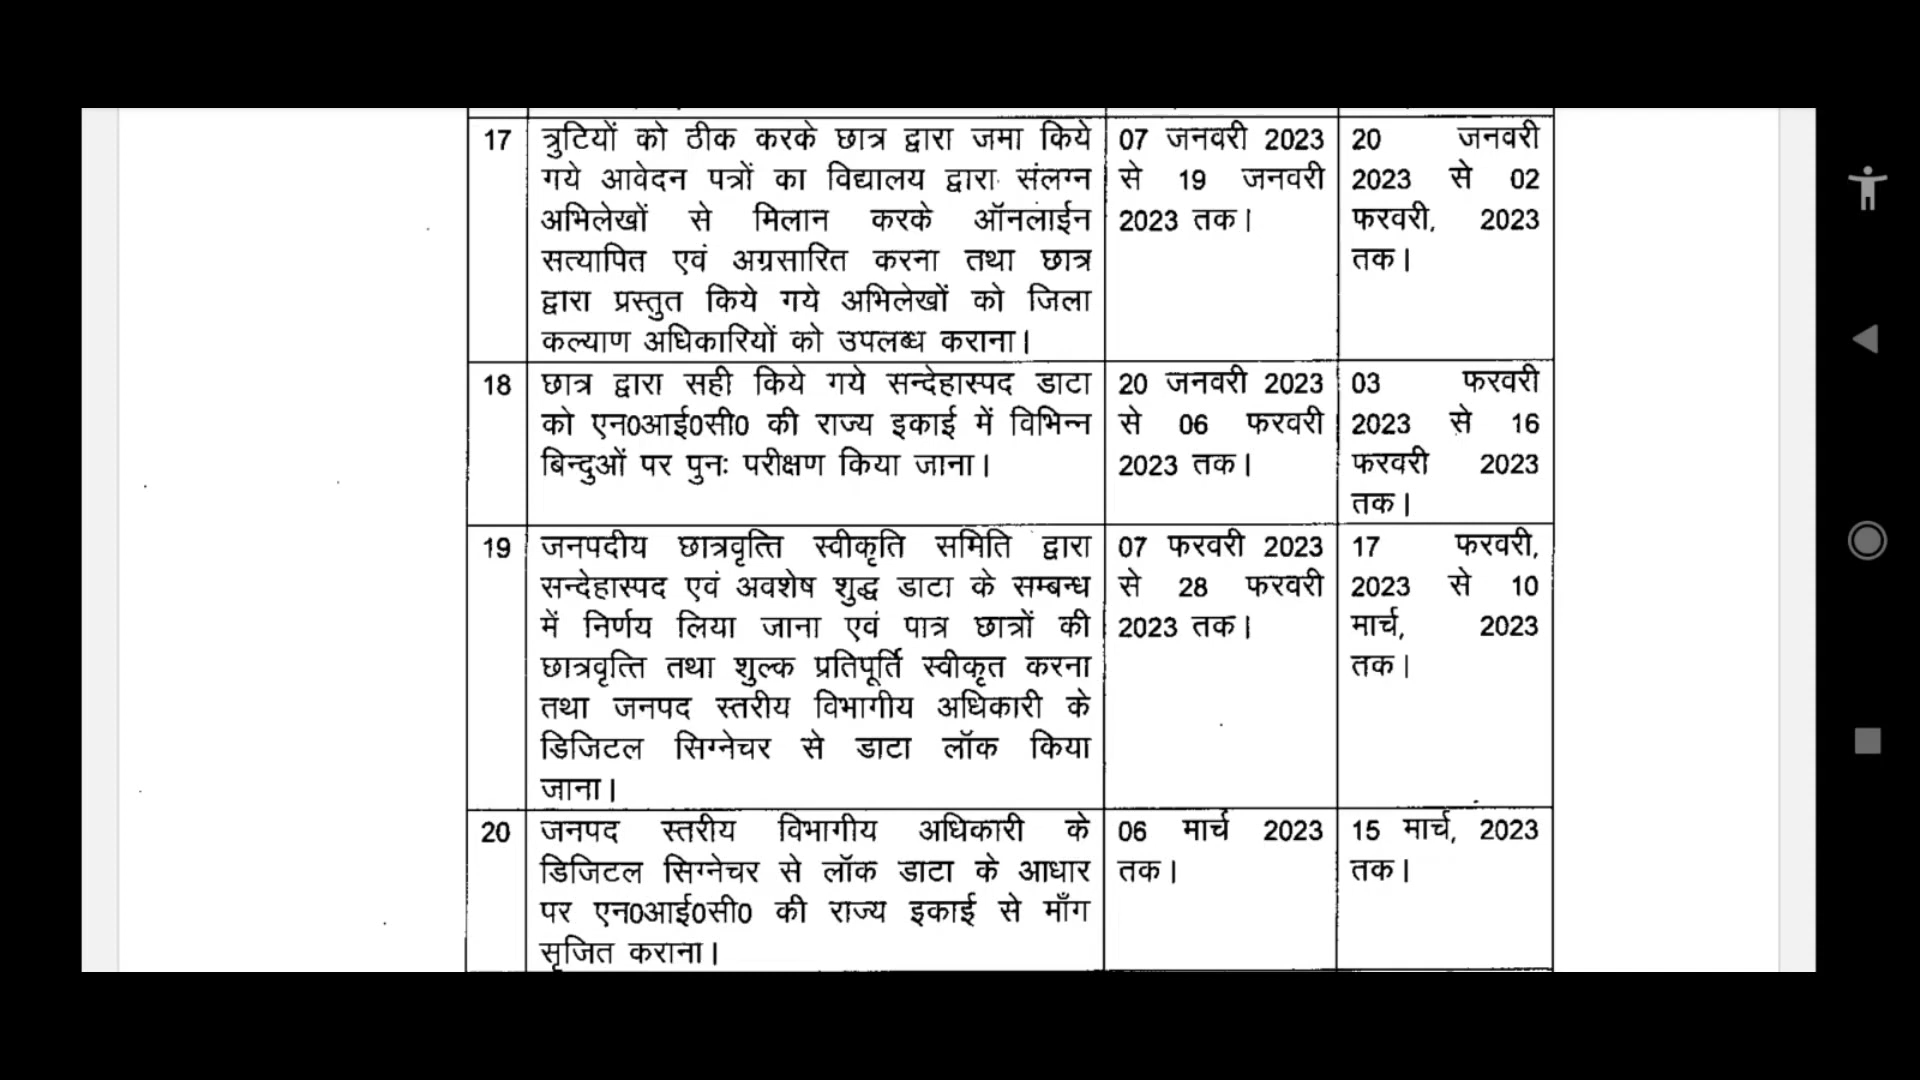 17 त्रुटियों को ठीक करके छात्र द्वारा जमा किये 07 जनवरी 2023 20 जनवरी
गये आवेदन पत्रों का विद्यालय द्वारा संलग्न से 19 जनवरी 2023 से 02
अभिलेखों से मिलान करके ऑनलाईन 2023 तक। फरवरी, 2023
सत्यापित एवं अग्रसारित करना तथा छात्र तक।
द्वारा प्रस्तुत किये गये अभिलेखों को जिला
कल्याण अधिकारियों को उपलब्ध कराना।
18 छात्र द्वारा सही किये गये सन्देहास्पद डाटा 20 जनवरी 2023 03 फरवरी
को एन0आई0सी0 की राज्य इकाई में विभिन्न से 06 फरवरी 2023 से 16
बिन्दुओं पर पुनः परीक्षण किया जाना। 2023 तक। फरवरी 2023
तक।
19 जनपदीय छात्रवृत्ति स्वीकृति समिति द्वारा 07 फरवरी 2023 17 फरवरी,
सन्देहास्पद एवं अवशेष शुद्ध डाटा के सम्बन्ध से 28 फरवरी 2023 से 10
में निर्णय लिया जाना एवं पात्र छात्रों की 2023 तक। मार्च, 2023
छात्रवृत्ति तथा शुल्क प्रतिपूर्ति स्वीकृत करना तक।
तथा जनपद स्तरीय विभागीय अधिकारी के
डिजिटल सिग्नेचर से डाटा लॉक किया
जाना।
20 जनपद स्तरीय विभागीय अधिकारी के 06 मार्च 2023 15 मार्च, 2023
डिजिटल सिग्नेचर से लॉक डाटा के आधार तक। तक।
पर एन0आई0सी0 की राज्य इकाई से माँग
सृजित कराना।